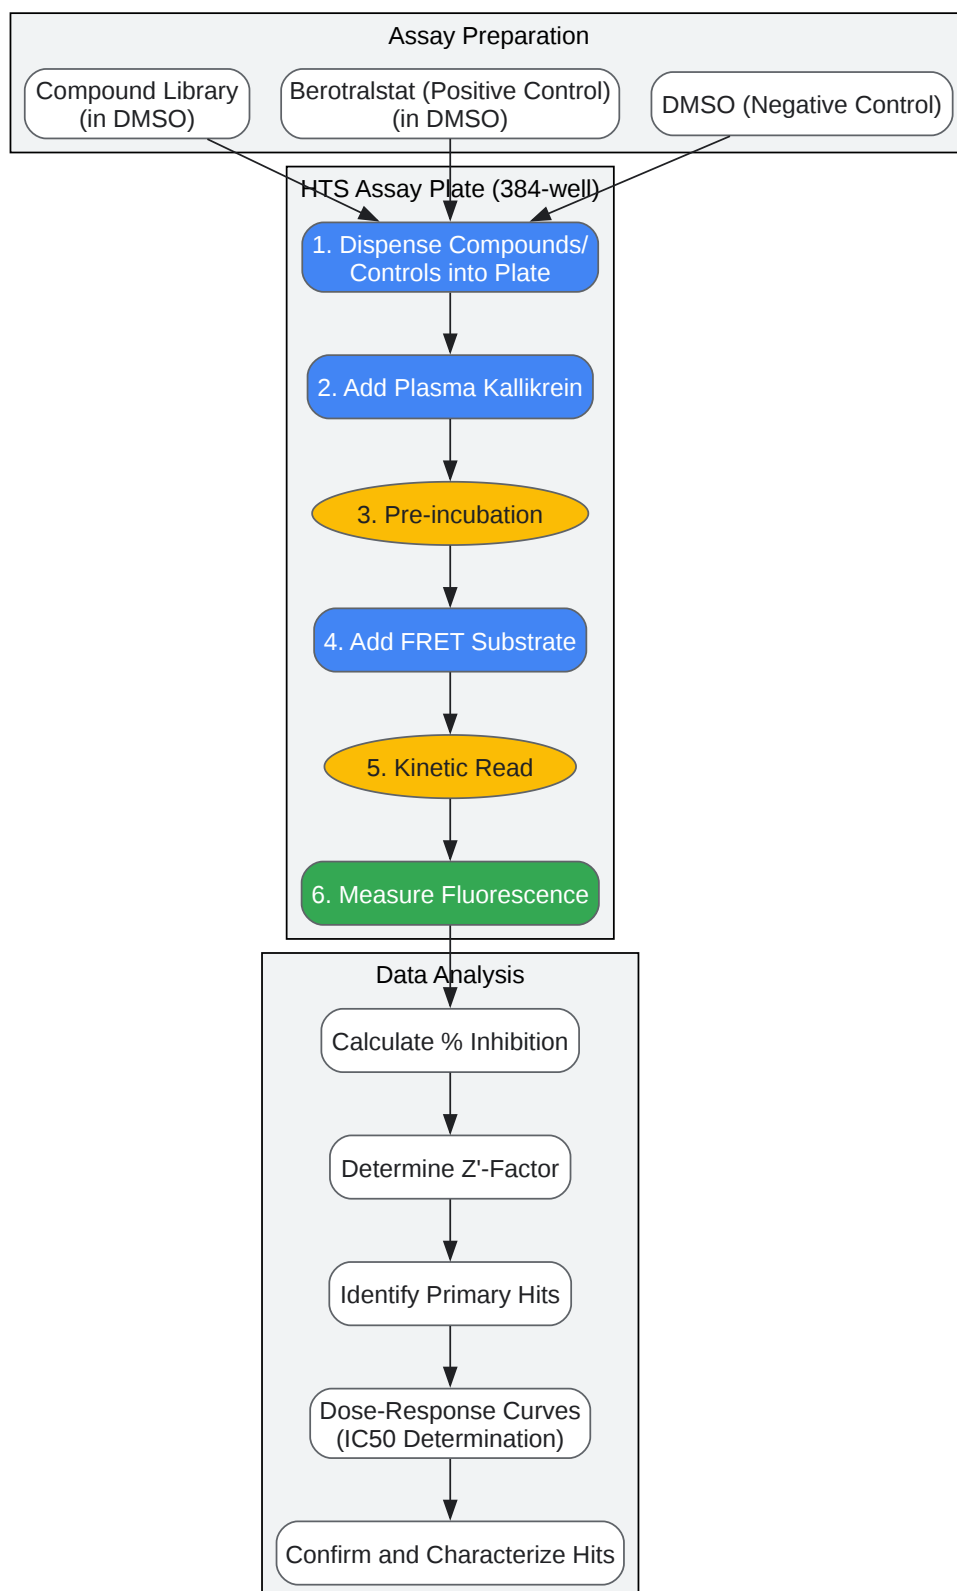 Assay Preparation
Compound Library
(in DMSO)
Berotralstat (Positive Control)
(in DMSO)
DMSO (Negative Control)
HTS Assay Plate (384-well)
1. Dispense Compounds/
Controls into Plate
2. Add Plasma Kallikrein
3. Pre-incubation
4. Add FRET Substrate
5. Kinetic Read
6. Measure Fluorescence
Data Analysis
Calculate % Inhibition
Determine Z'-Factor
Identify Primary Hits
Dose-Response Curves
(IC50 Determination)
Confirm and Characterize Hits